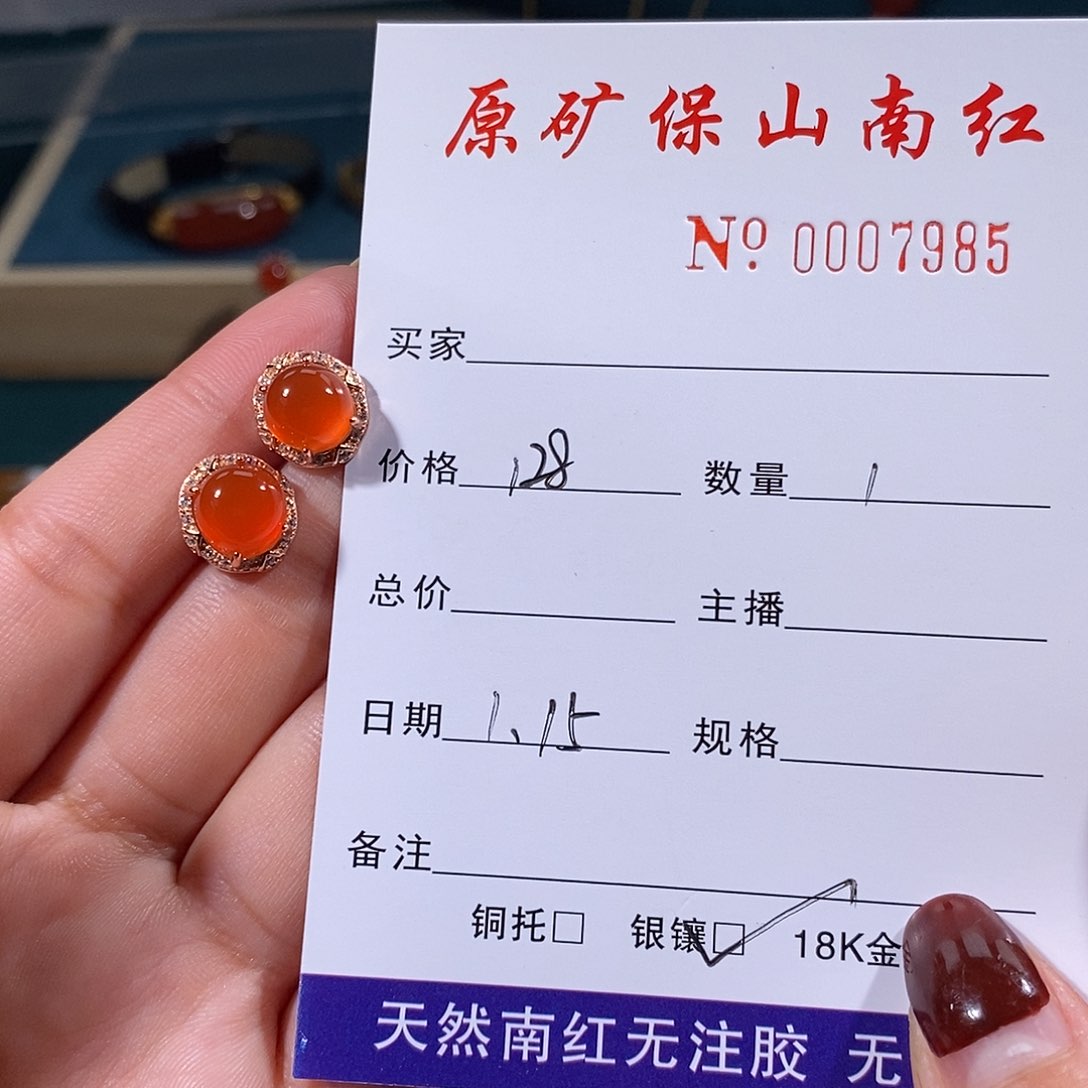 原矿保山南红
Nº 0007985
买家
价格 128 数量 1
总价 主播
日期 1.15 规格
备注
铜托□ 银镶□ 18K金
天然南红无注胶 无